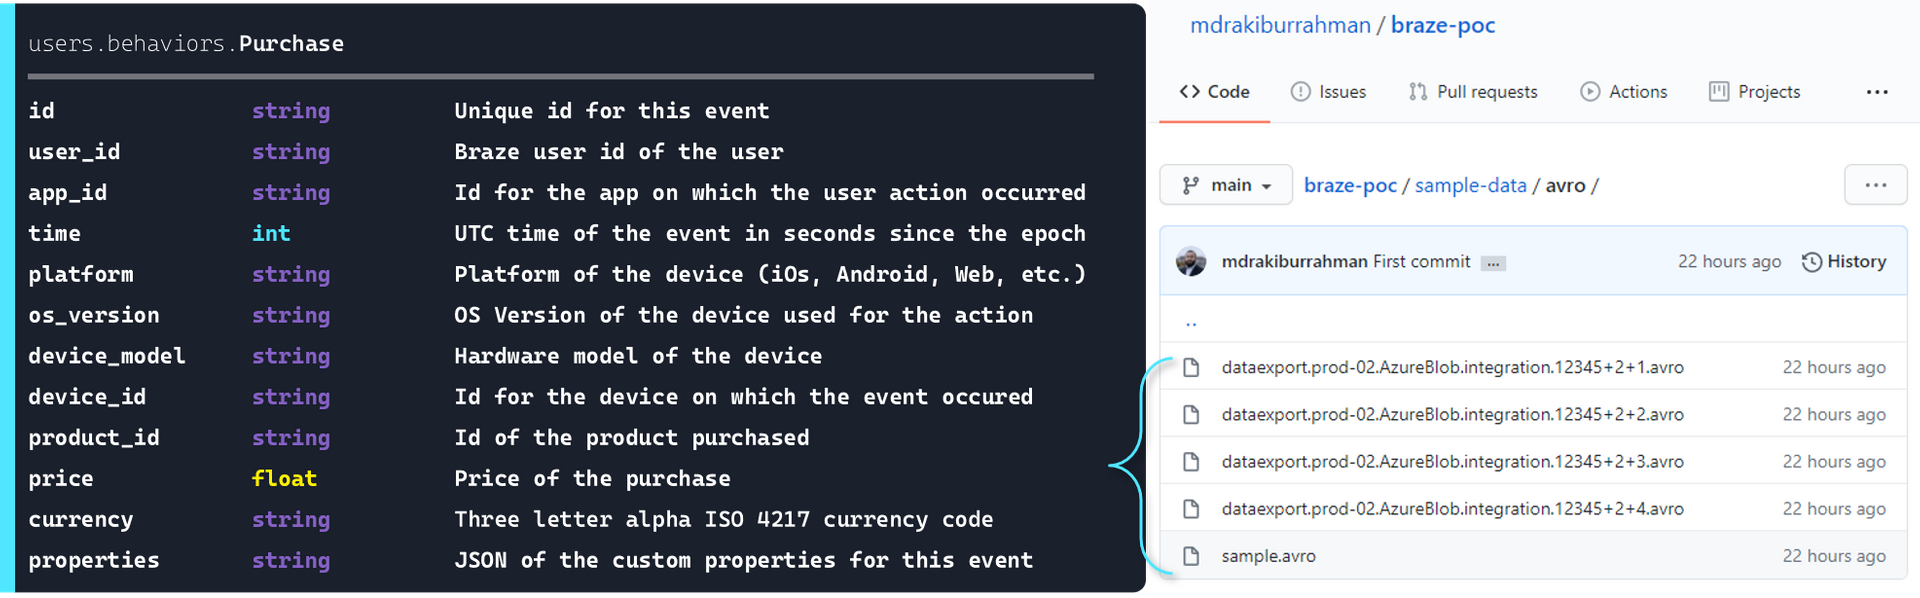 users.behaviors.Purchase
id string Unique id for this event
user_id string Braze user id of the user
app_id string Id for the app on which the user action occurred
time int UTC time of the event in seconds since the epoch
platform string Platform of the device (iOs, Android, Web, etc.)
os_version string OS Version of the device used for the action
device_model string Hardware model of the device
device_id string Id for the device on which the event occured
product_id string Id of the product purchased
price float Price of the purchase
currency string Three letter alpha ISO 4217 currency code
properties string JSON of the custom properties for this event
mdrakiburrahman / braze-poc
<> Code Issues Pull requests Actions Projects ...
main braze-poc / sample-data / avro / ...
mdrakiburrahman First commit ... 22 hours ago History
..
dataexport.prod-02.AzureBlob.integration.12345+2+1.avro 22 hours ago
dataexport.prod-02.AzureBlob.integration.12345+2+2.avro 22 hours ago
dataexport.prod-02.AzureBlob.integration.12345+2+3.avro 22 hours ago
dataexport.prod-02.AzureBlob.integration.12345+2+4.avro 22 hours ago
sample.avro 22 hours ago